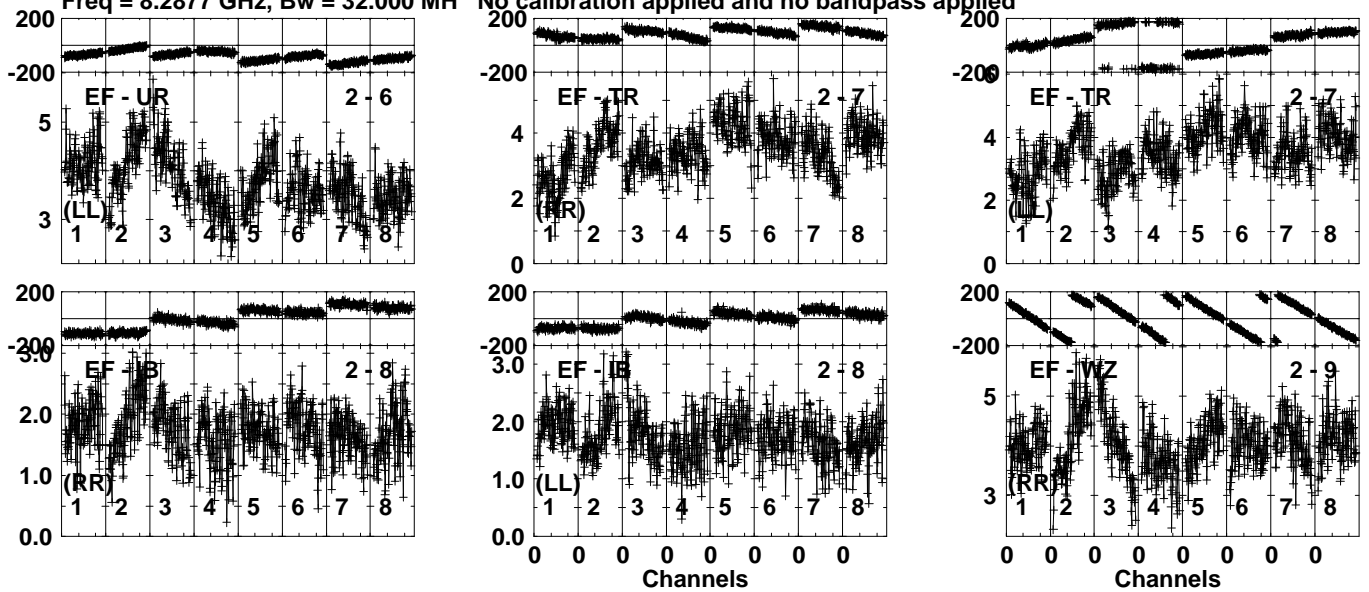 Freq = 8.2877 GHz, Bw = 32.000 MH No calibration applied and no bandpass applied
200
-200
EF - UR 2 - 6
5
3
(LL)
1 2 3 4 5 6 7 8
200
-200
EF - TR 2 - 7
4
2
0
(RR)
1 2 3 4 5 6 7 8
200
-200
6
EF - TR 2 - 7
4
2
0
(LL)
1 2 3 4 5 6 7 8
200
-200
3.0
EF - IB 2 - 8
2.0
1.0
0.0
(RR)
1 2 3 4 5 6 7 8
200
-200
3.0
EF - IB 2 - 8
2.0
1.0
0.0
(LL)
1 2 3 4 5 6 7 8
0 0 0 0 0 0 0 0
Channels
200
-200
EF - WZ 2 - 9
5
3
(RR)
1 2 3 4 5 6 7 8
0 0 0 0 0 0 0 0
Channels